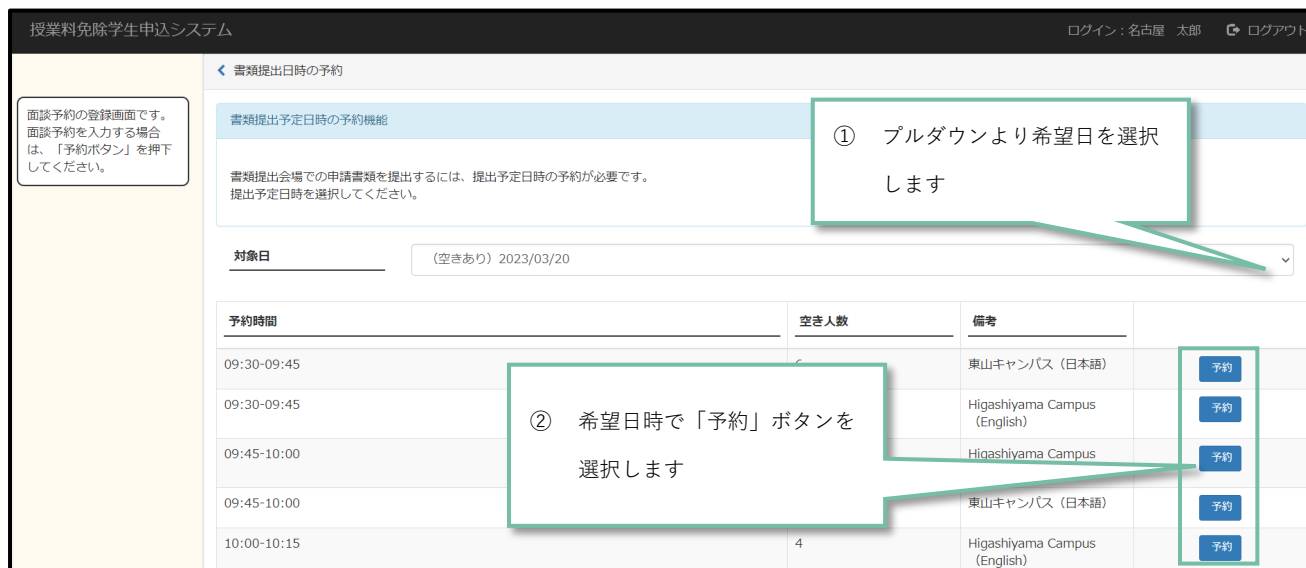 授業料免除学生申込システム
ログイン：名古屋 太郎 ログアウト
書類提出日時の予約
面談予約の登録画面です。
面談予約を入力する場合
は、「予約ボタン」を押下
してください。
書類提出予定日時の予約機能
書類提出会場での申請書類を提出するには、提出予定日時の予約が必要です。
提出予定日時を選択してください。
① プルダウンより希望日を選択
します
対象日 （空きあり）2023/03/20
予約時間 空き人数 備考
09:30-09:45 東山キャンパス（日本語） 予約
09:30-09:45 Higashiyama Campus
（English） 予約
② 希望日時で「予約」ボタンを
選択します
09:45-10:00 Higashiyama Campus 予約
09:45-10:00 東山キャンパス（日本語） 予約
10:00-10:15 4 Higashiyama Campus
（English） 予約